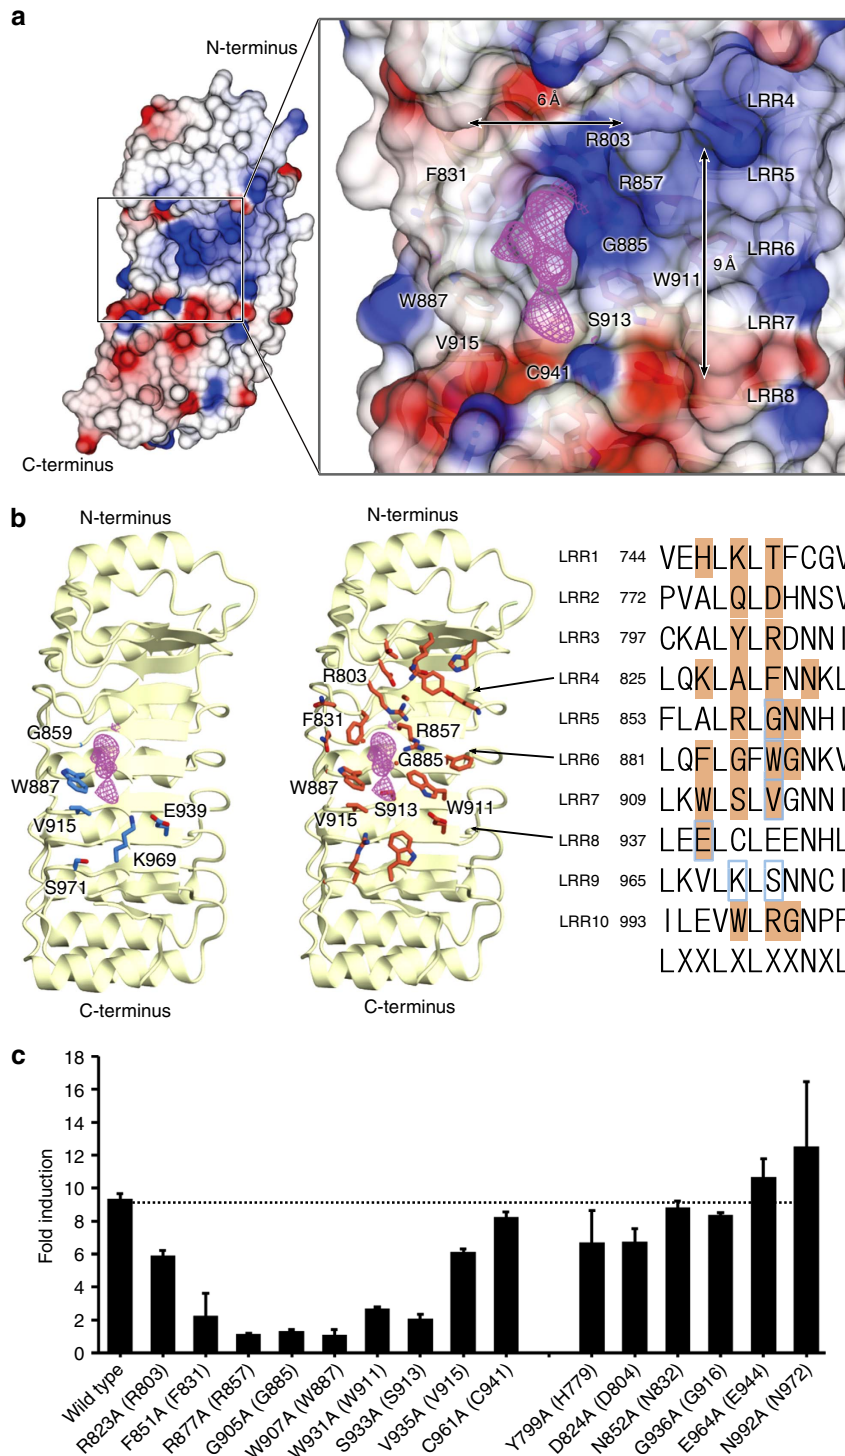 a
N-terminus
C-terminus
6 Å
R803
LRR4
F831
R857
LRR5
G885
LRR6
W911
9 Å
W887
S913
LRR7
V915
C941
LRR8
b
N-terminus
G859
W887
V915
E939
K969
S971
C-terminus
N-terminus
R803
F831
R857
G885
W887
V915
S913
W911
C-terminus
LRR1 744 VEHLKLTFCGV
LRR2 772 PVALQLDHNSV
LRR3 797 CKALYLRDNNI
LRR4 825 LQKLALFNNKL
LRR5 853 FLALRLGNNHI
LRR6 881 LQFLGFWGNKV
LRR7 909 LKWLSLVGNNI
LRR8 937 LEELCLEENHL
LRR9 965 LKVLKLSNNCI
LRR10 993 ILEVWLRGNPF
LXXLXLXXNXL
c
Fold induction
18
16
14
12
10
8
6
4
2
0
Wild type
R823A (R803)
F851A (F831)
R877A (R857)
G905A (G885)
W907A (W887)
W931A (W911)
S933A (S913)
V935A (V915)
C961A (C941)
Y799A (H779)
D824A (D804)
N852A (N832)
G936A (G916)
E964A (E944)
N992A (N972)